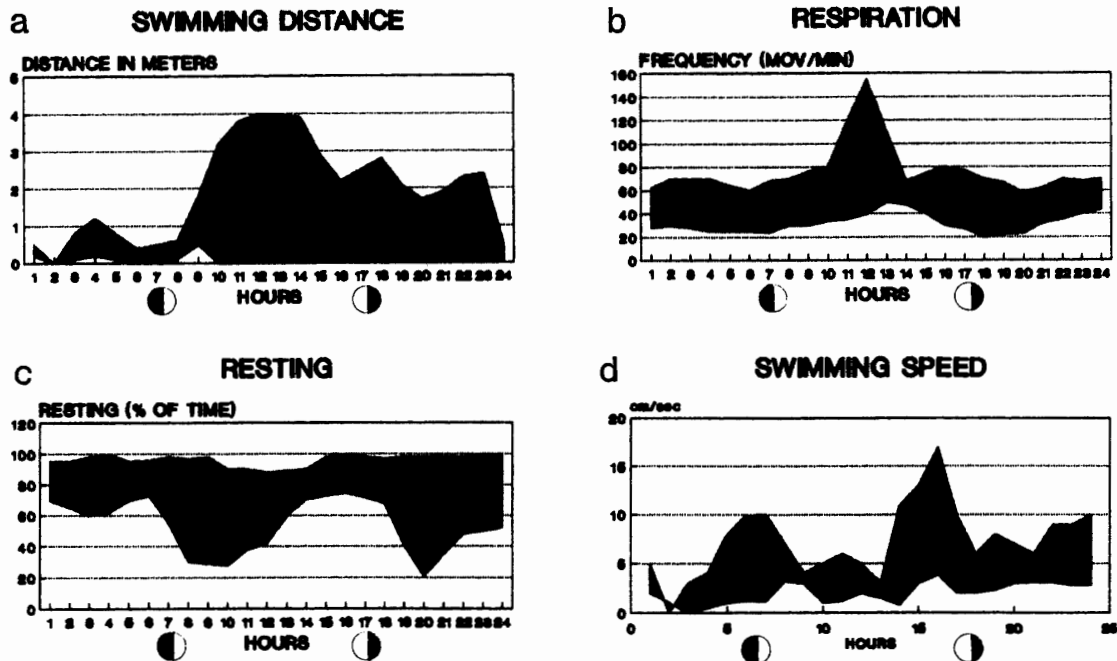 a
SWIMMING DISTANCE
DISTANCE IN METERS
5
4
3
2
1
0
1 2 3 4 5 6 7 8 9 10 11 12 13 14 15 16 17 18 19 20 21 22 23 24
HOURS
b
RESPIRATION
FREQUENCY (MOV/MIN)
160
140
120
100
80
60
40
20
0
1 2 3 4 5 6 7 8 9 10 11 12 13 14 15 16 17 18 19 20 21 22 23 24
HOURS
c
RESTING
RESTING (% OF TIME)
120
100
80
60
40
20
0
1 2 3 4 5 6 7 8 9 10 11 12 13 14 15 16 17 18 19 20 21 22 23 24
HOURS
d
SWIMMING SPEED
cm/sec
20
15
10
5
0
0 5 10 15 20 25
HOURS